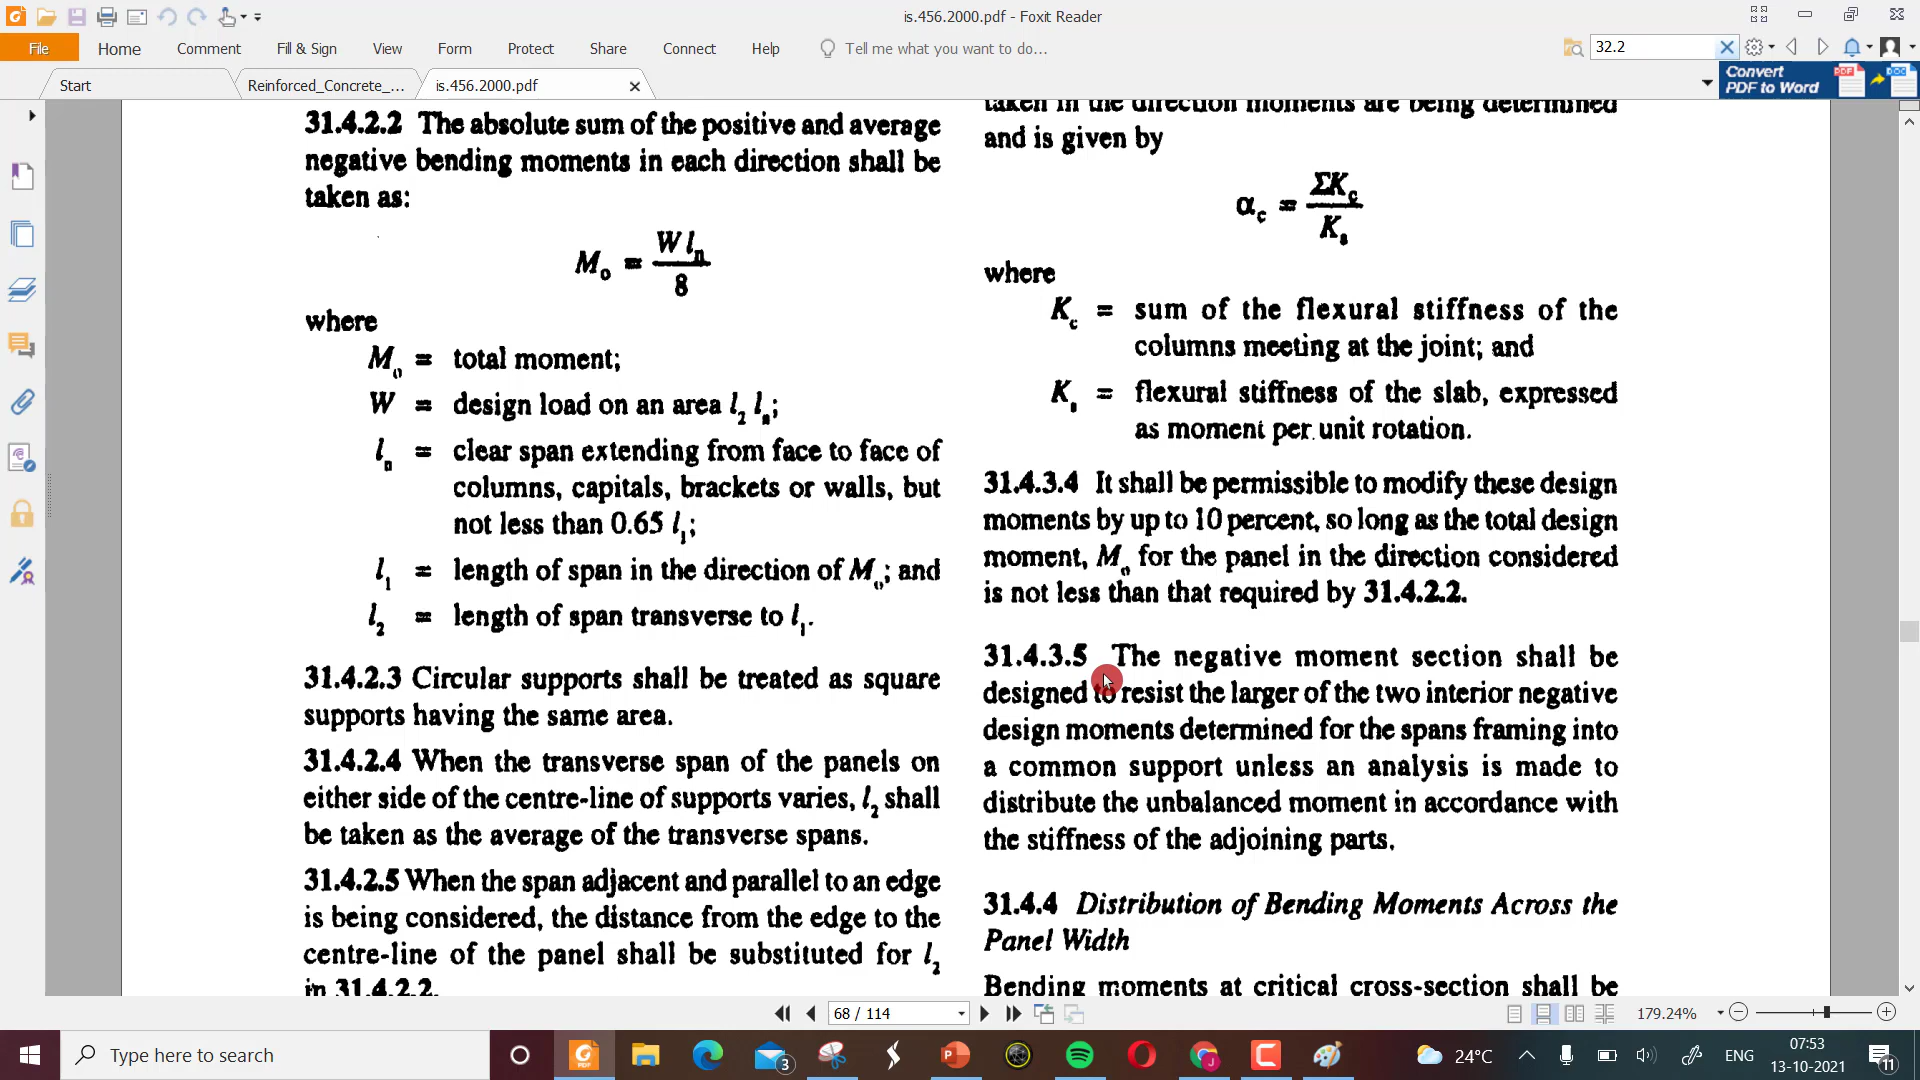 is.456.2000.pdf - Foxit Reader
File Home Comment Fill & Sign View Form Protect Share Connect Help Tell me what you want to do... 32.2
Start Reinforced_Concrete_... is.456.2000.pdf
Convert
PDF to Word
31.4.2.2 The absolute sum of the positive and average
negative bending moments in each direction shall be
taken as:
M₀ = W lₙ / 8
where
M₀ = total moment;
W = design load on an area l₂ lₙ;
lₙ = clear span extending from face to face of
columns, capitals, brackets or walls, but
not less than 0.65 l₁;
l₁ = length of span in the direction of M₀; and
l₂ = length of span transverse to l₁.
31.4.2.3 Circular supports shall be treated as square
supports having the same area.
31.4.2.4 When the transverse span of the panels on
either side of the centre-line of supports varies, l₂ shall
be taken as the average of the transverse spans.
31.4.2.5 When the span adjacent and parallel to an edge
is being considered, the distance from the edge to the
centre-line of the panel shall be substituted for l₂
in 31.4.2.2.
taken in the direction moments are being determined
and is given by
α_c = ΣK_c / K_s
where
K_c = sum of the flexural stiffness of the
columns meeting at the joint; and
K_s = flexural stiffness of the slab, expressed
as moment per unit rotation.
31.4.3.4 It shall be permissible to modify these design
moments by up to 10 percent, so long as the total design
moment, M₀ for the panel in the direction considered
is not less than that required by 31.4.2.2.
31.4.3.5 The negative moment section shall be
designed to resist the larger of the two interior negative
design moments determined for the spans framing into
a common support unless an analysis is made to
distribute the unbalanced moment in accordance with
the stiffness of the adjoining parts.
31.4.4 Distribution of Bending Moments Across the
Panel Width
Bending moments at critical cross-section shall be
68 / 114
179.24%
Type here to search
3
24°C
ENG
07:53
13-10-2021
11